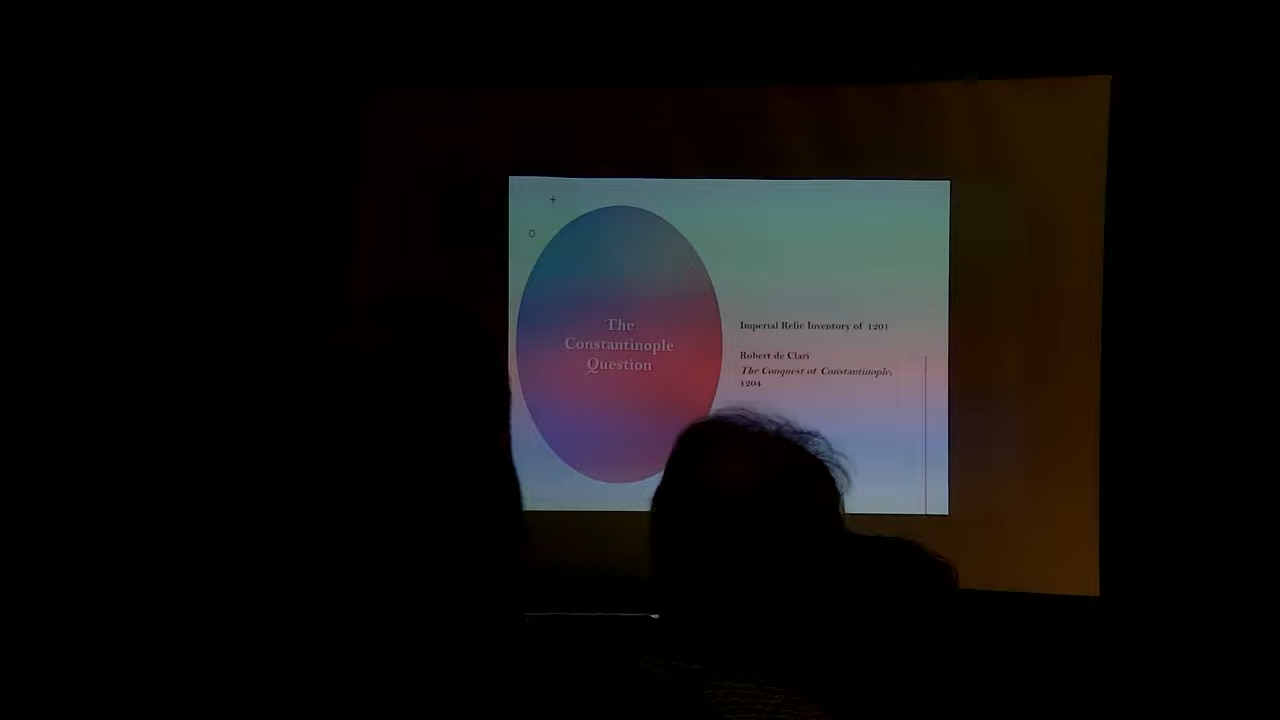 The
Constantinople
Question
Imperial Relic Inventory of 1201
Robert de Clari
The Conquest of Constantinople,
1204